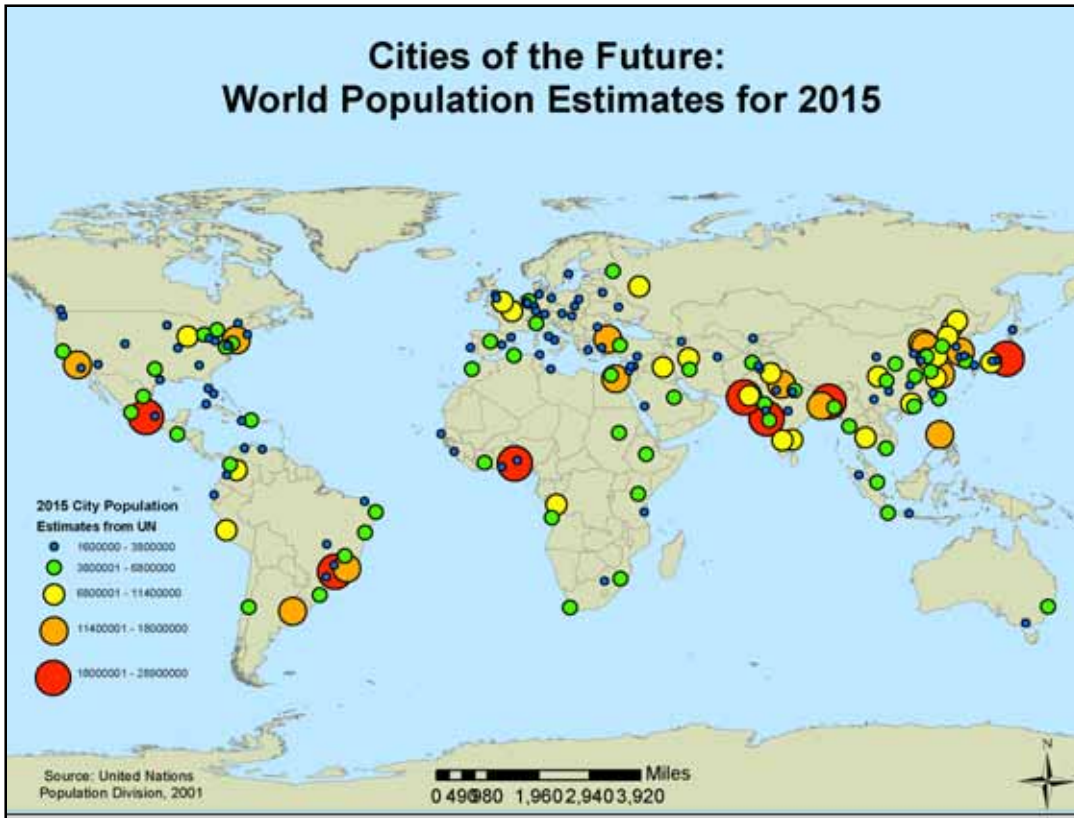 Cities of the Future:
World Population Estimates for 2015
2015 City Population
Estimates from UN
1600000 - 3800000
3800001 - 6800000
6800001 - 11400000
11400001 - 18000000
18000001 - 28900000
Source: United Nations
Population Division, 2001
Miles
0 490 980 1,960 2,940 3,920
N